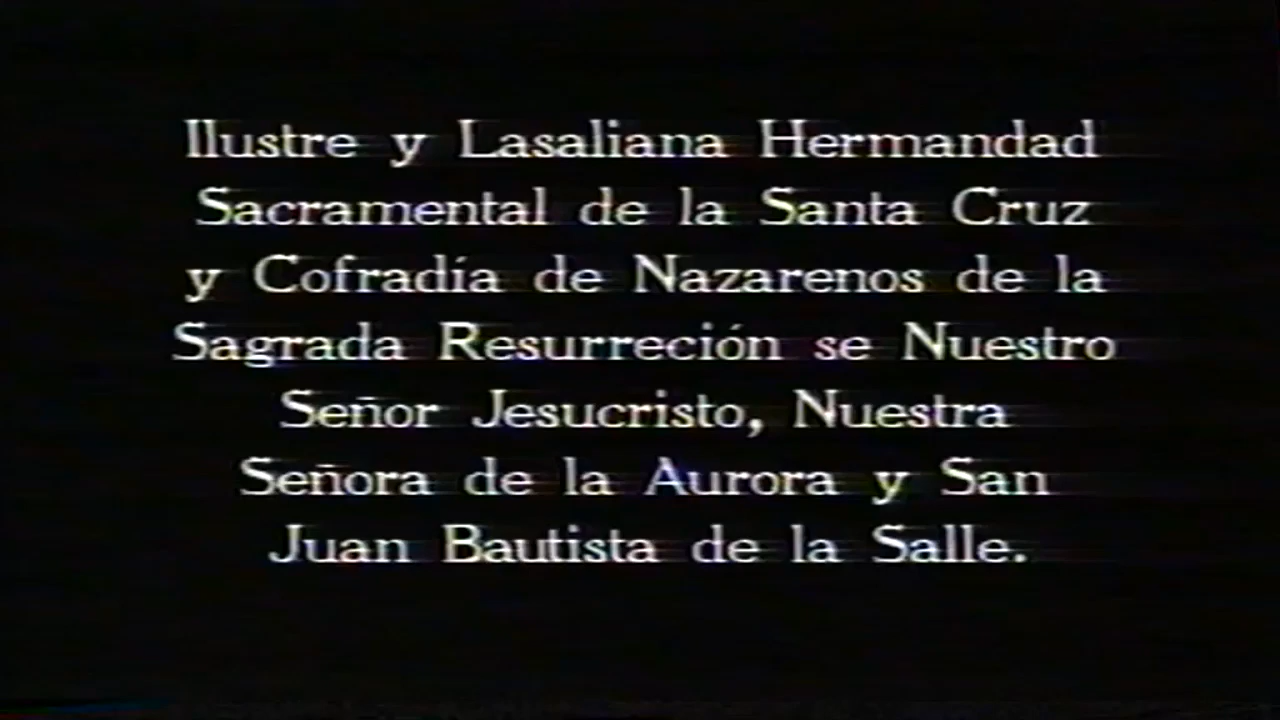 Ilustre y Lasaliana Hermandad
Sacramental de la Santa Cruz
y Cofradía de Nazarenos de la
Sagrada Resurreción se Nuestro
Señor Jesucristo, Nuestra
Señora de la Aurora y San
Juan Bautista de la Salle.